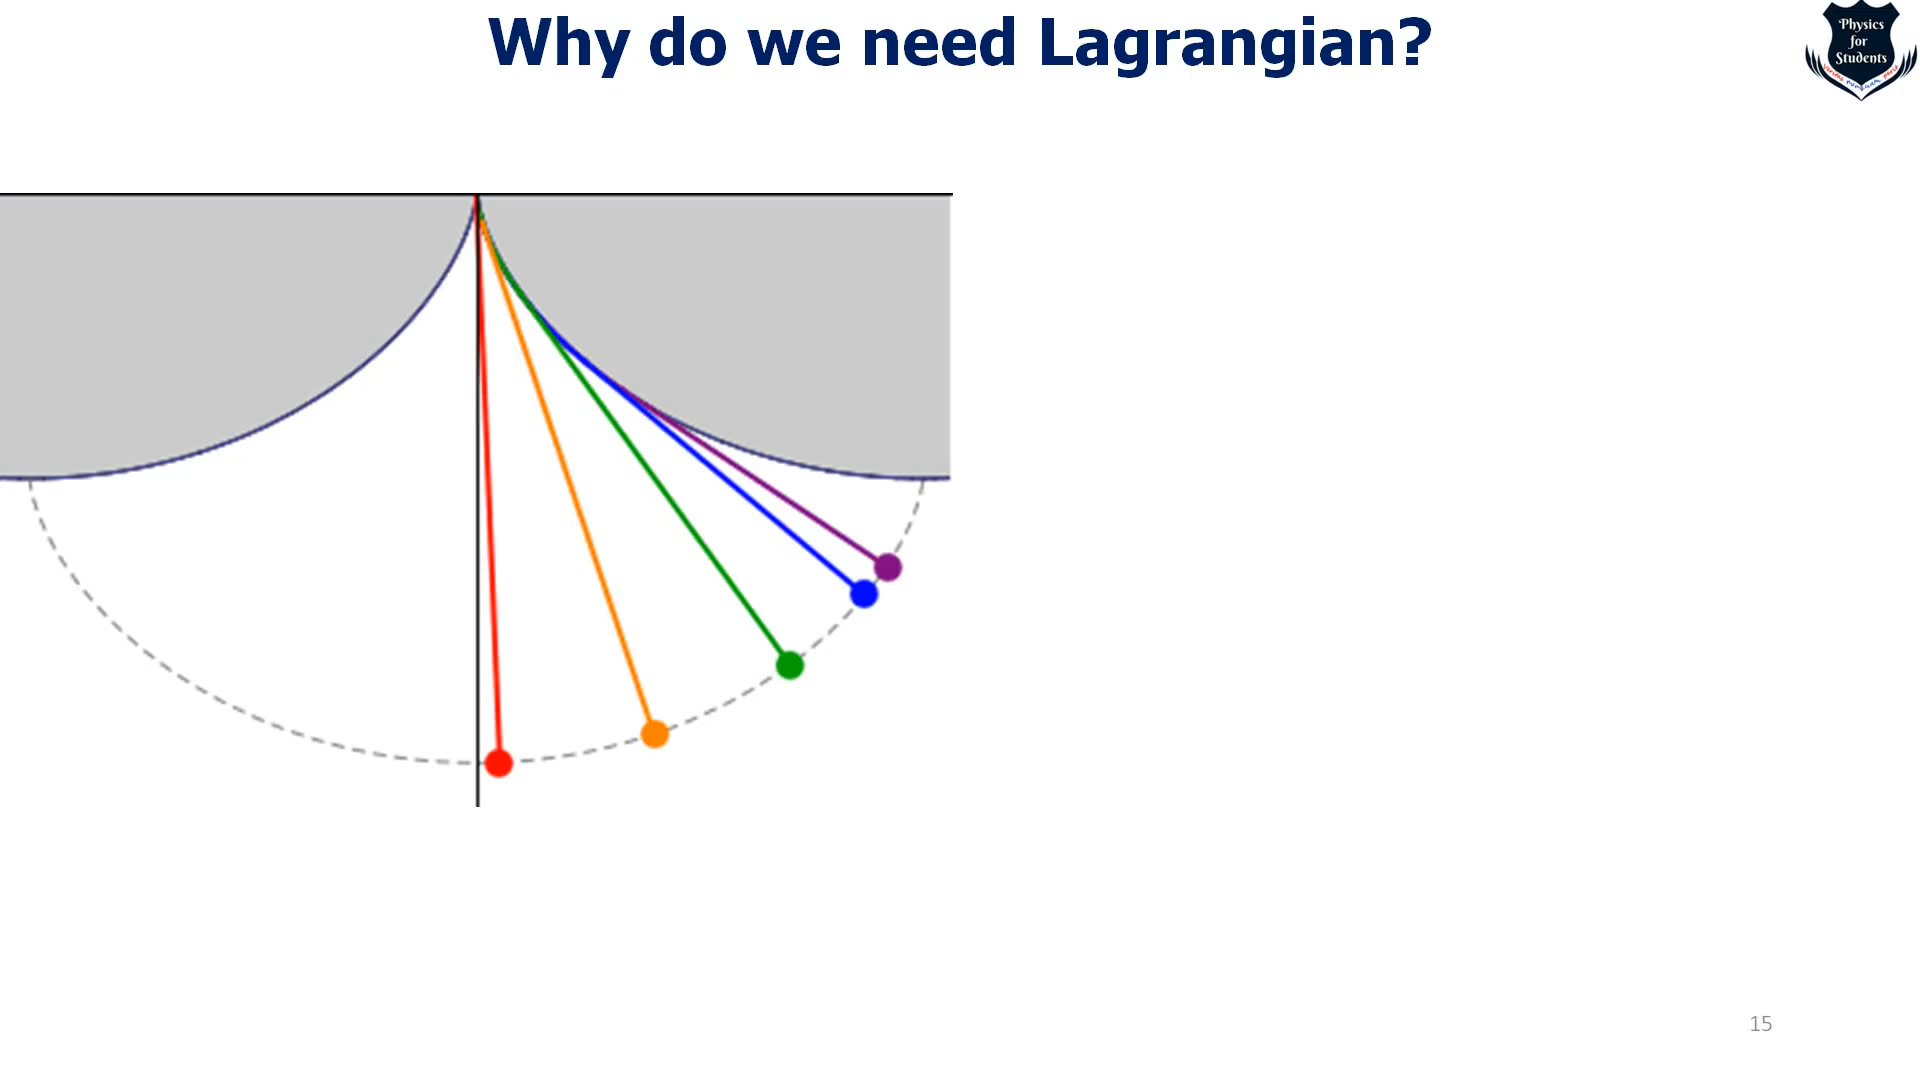 Why do we need Lagrangian?
Physics
for
Students
15